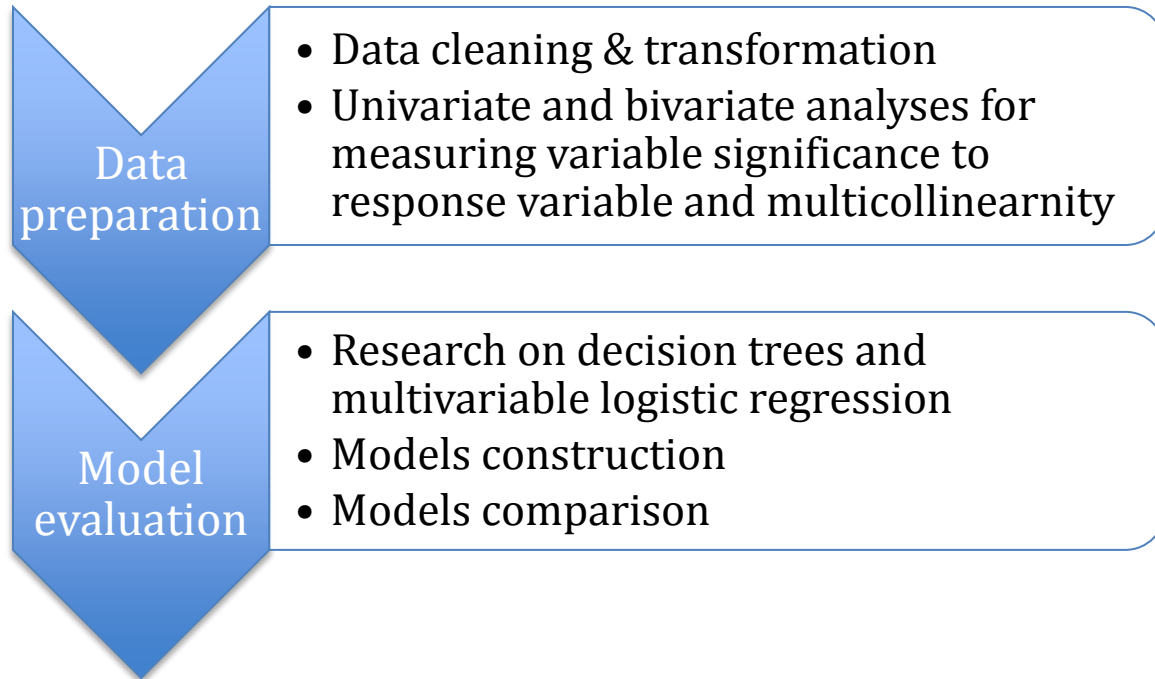 Data
preparation
• Data cleaning & transformation
• Univariate and bivariate analyses for
measuring variable significance to
response variable and multicollinearnity
Model
evaluation
• Research on decision trees and
multivariable logistic regression
• Models construction
• Models comparison